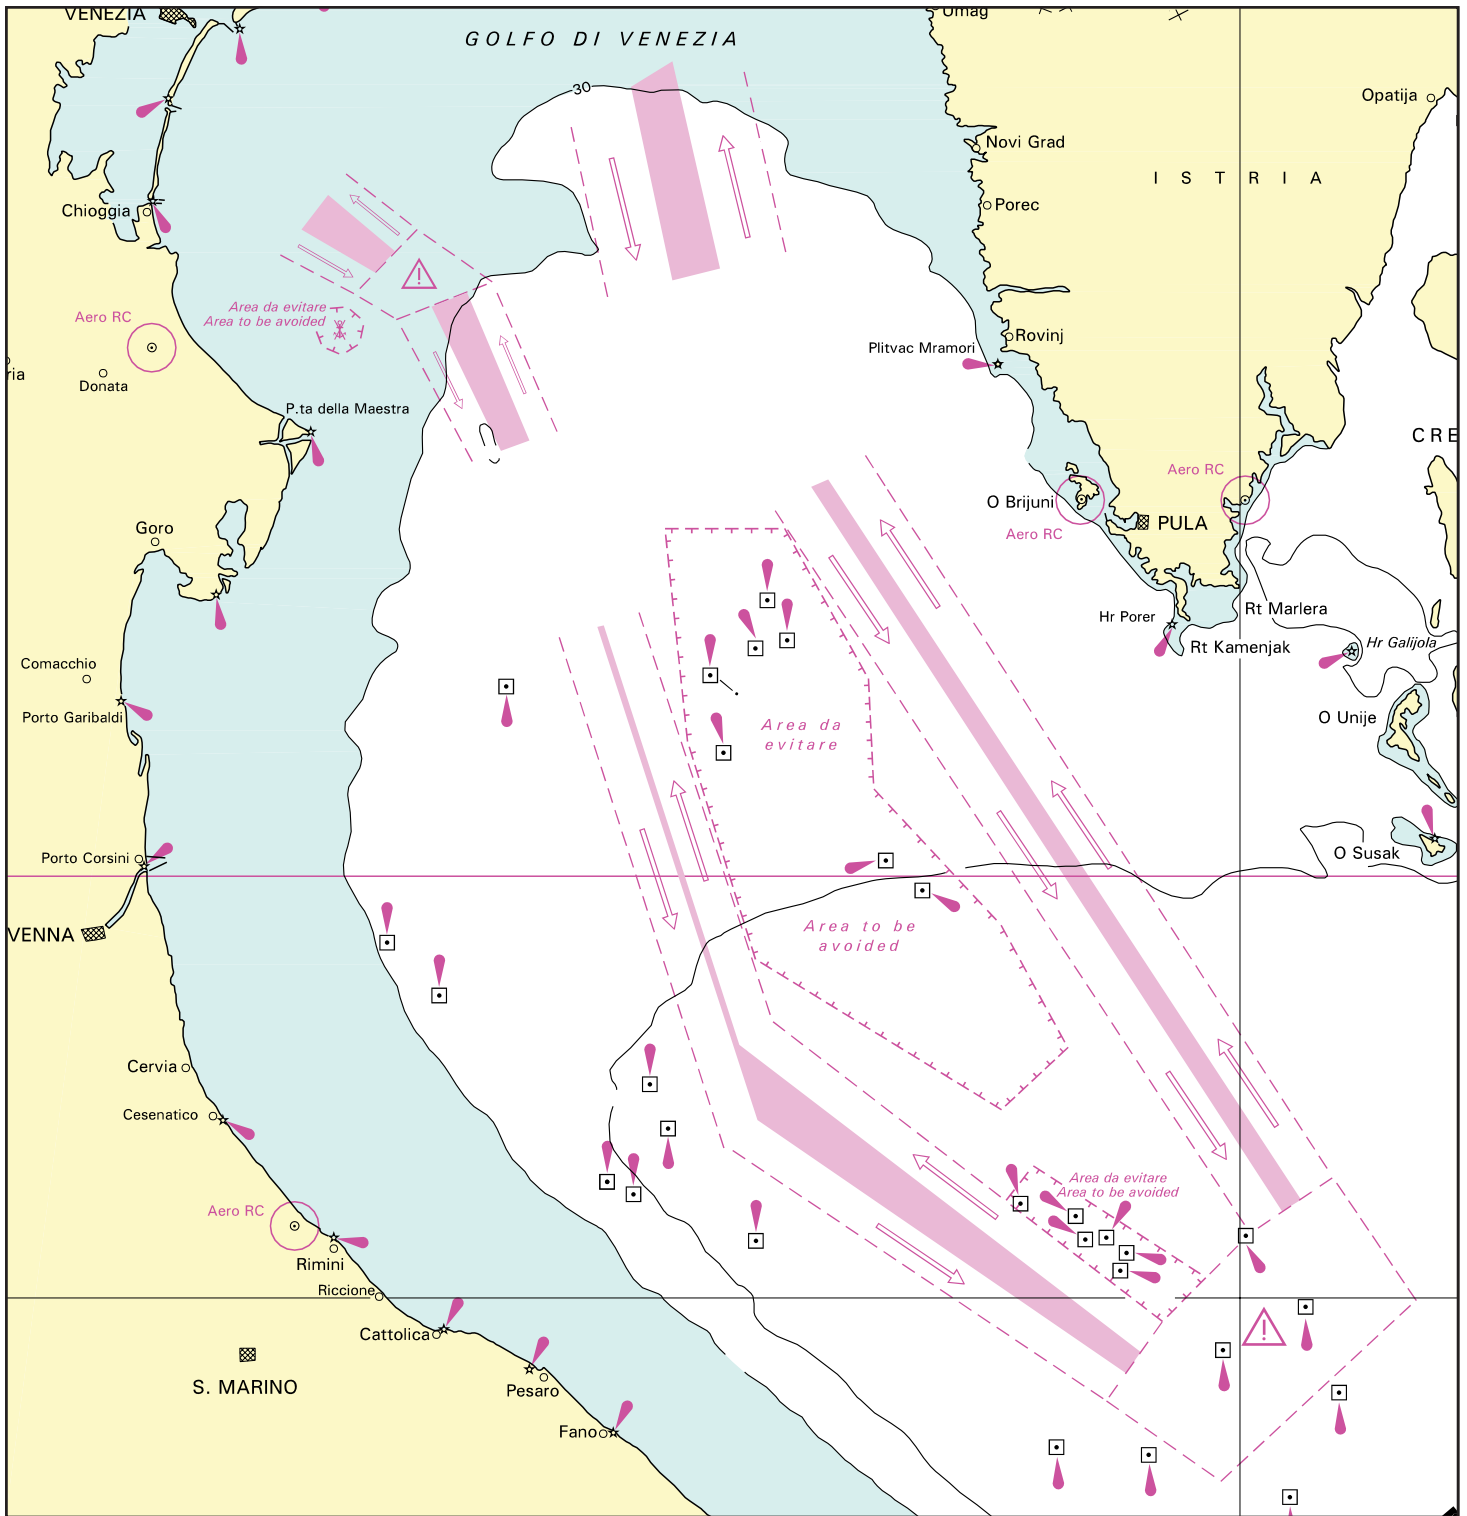 VENEZIA
Umag
GOLFO DI VENEZIA
30
Opatija
Novi Grad
ISTRIA
Porec
Chioggia
Area da evitare
Area to be avoided
Aero RC
Rovinj
Plitvac Mramori
ria
Donata
P.ta della Maestra
CRE
Aero RC
O Brijuni
PULA
Aero RC
Goro
Rt Marlera
Hr Porer
Hr Galijola
Rt Kamenjak
Comacchio
Porto Garibaldi
O Unije
Area da
evitare
Porto Corsini
O Susak
VENNA
Area to be
avoided
Cervia
Cesenatico
Area da evitare
Area to be avoided
Aero RC
Rimini
Riccione
Cattolica
S. MARINO
Pesaro
Fano